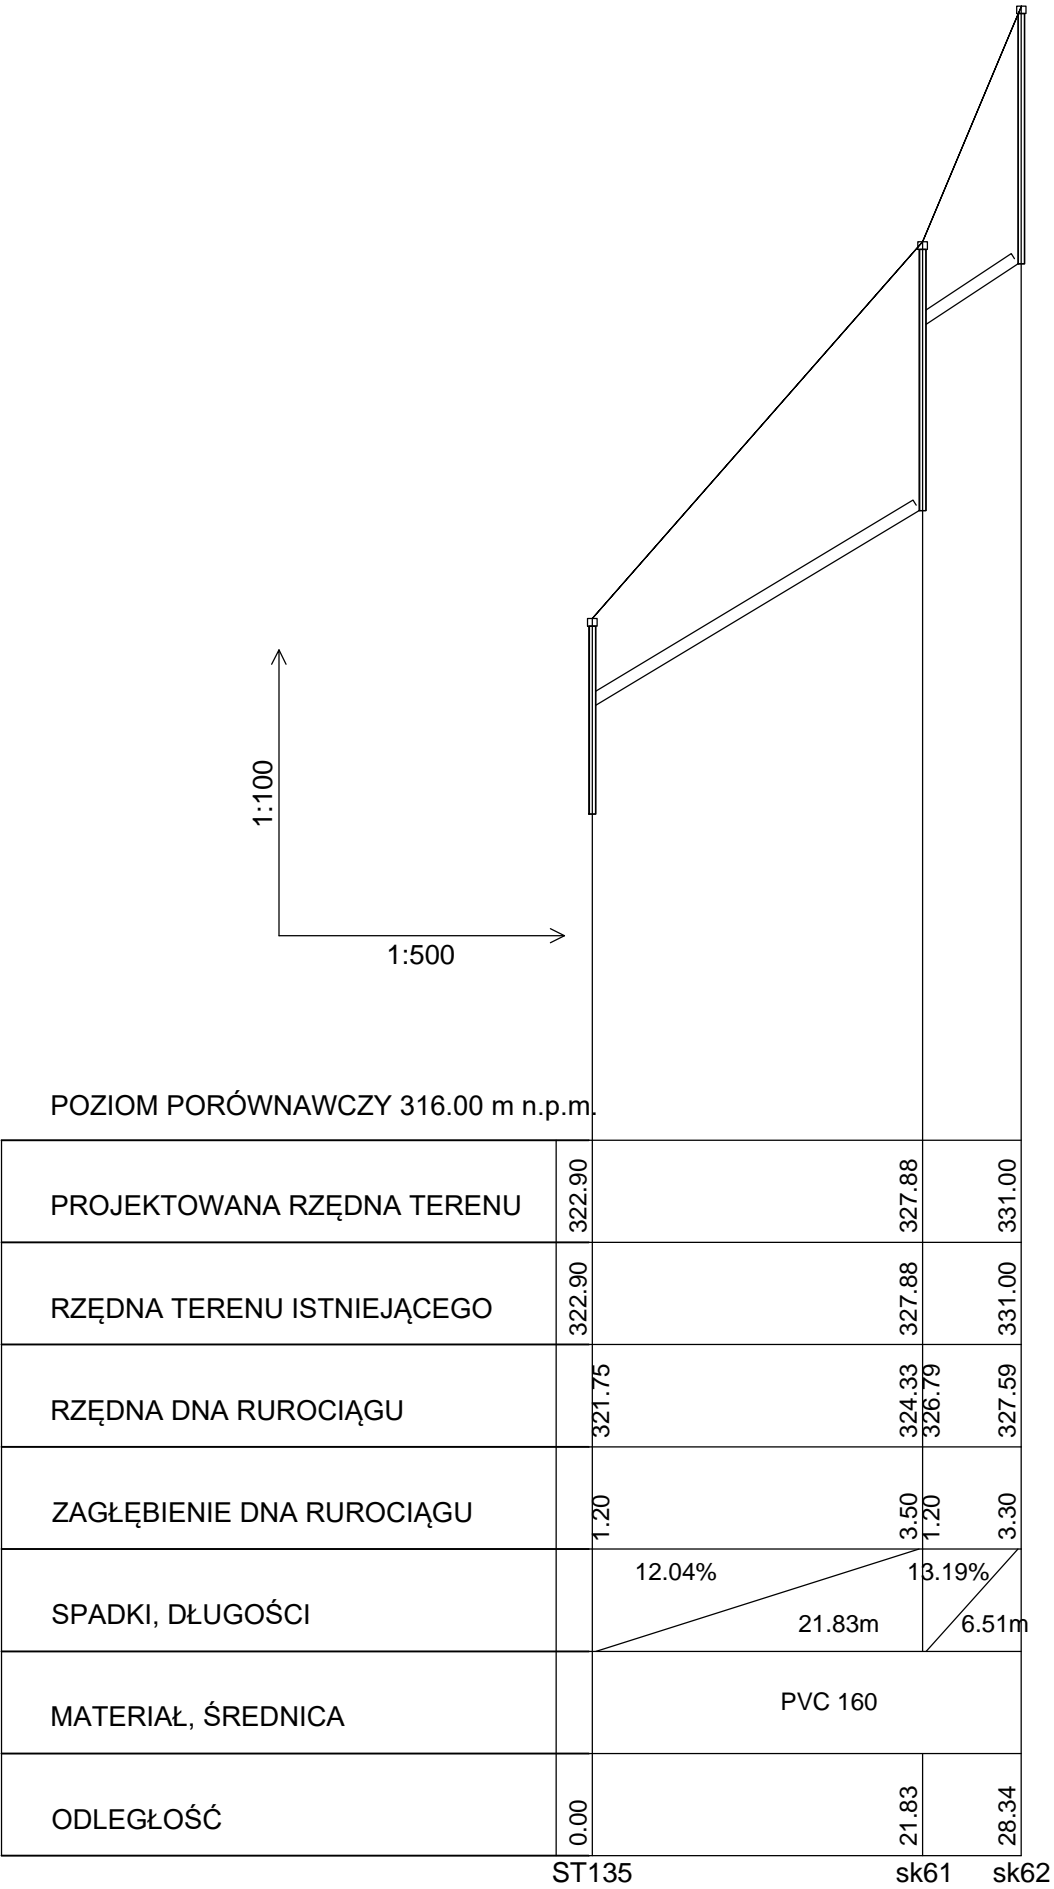 1:100
1:500
POZIOM PORÓWNAWCZY 316.00 m n.p.m.
PROJEKTOWANA RZĘDNA TERENU 322.90 327.88 331.00
RZĘDNA TERENU ISTNIEJĄCEGO 322.90 327.88 331.00
RZĘDNA DNA RUROCIĄGU 321.75 324.33 326.79 327.59
ZAGŁĘBIENIE DNA RUROCIĄGU 1.20 3.50 1.20 3.30
12.04% 13.19%
SPADKI, DŁUGOŚCI 21.83m 6.51m
MATERIAŁ, ŚREDNICA PVC 160
ODLEGŁOŚĆ 0.00 21.83 28.34
ST135 sk61 sk62